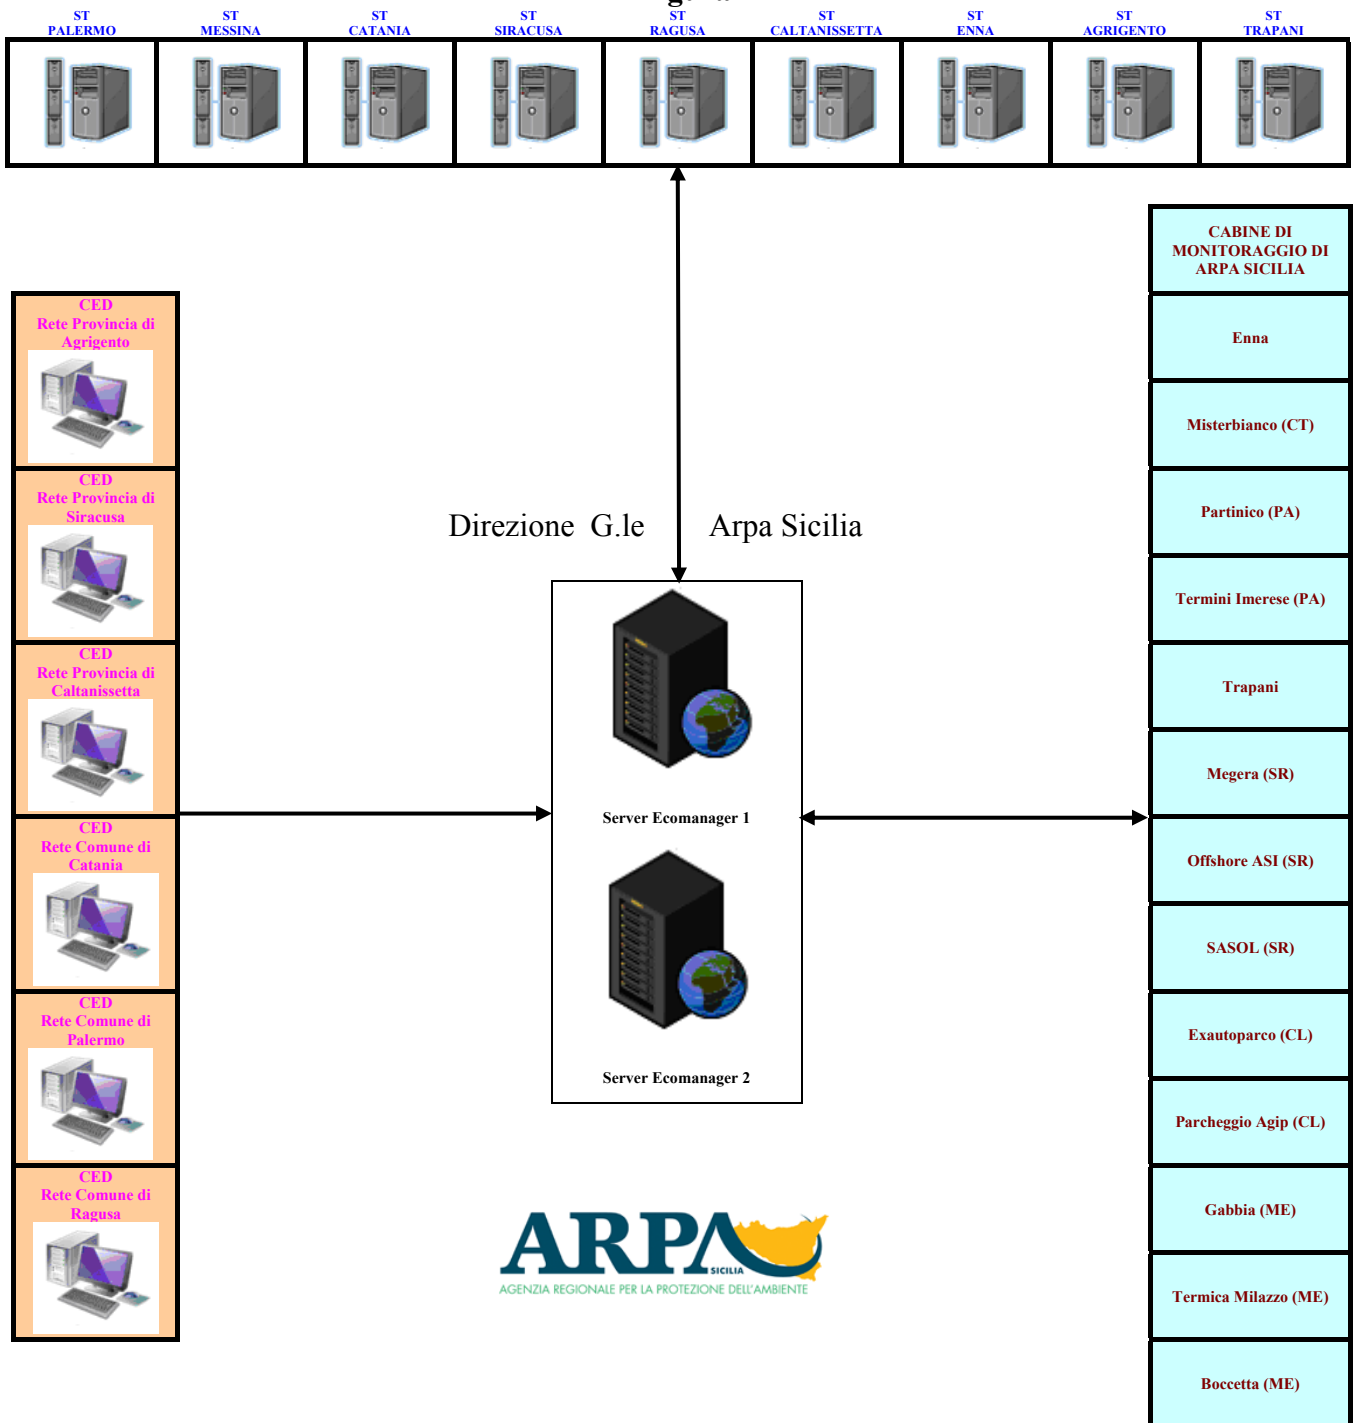 ST
PALERMO
ST
MESSINA
ST
CATANIA
ST
SIRACUSA
ST
RAGUSA
ST
CALTANISSETTA
ST
ENNA
ST
AGRIGENTO
ST
TRAPANI
CED
Rete Provincia di
Agrigento
CED
Rete Provincia di
Siracusa
CED
Rete Provincia di
Caltanissetta
CED
Rete Comune di
Catania
CED
Rete Comune di
Palermo
CED
Rete Comune di
Ragusa
Direzione G.le Arpa Sicilia
Server Ecomanager 1
Server Ecomanager 2
ARPA
SICILIA
AGENZIA REGIONALE PER LA PROTEZIONE DELL'AMBIENTE
CABINE DI
MONITORAGGIO DI
ARPA SICILIA
Enna
Misterbianco (CT)
Partinico (PA)
Termini Imerese (PA)
Trapani
Megera (SR)
Offshore ASI (SR)
SASOL (SR)
Exautoparco (CL)
Parcheggio Agip (CL)
Gabbia (ME)
Termica Milazzo (ME)
Boccetta (ME)